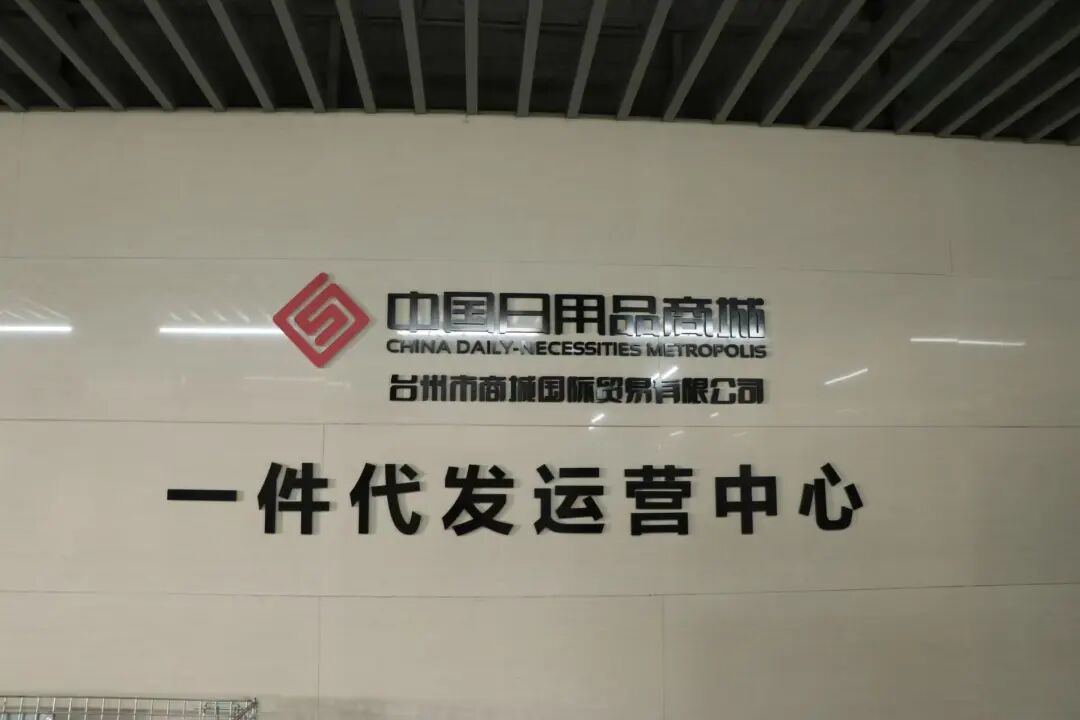 中国日用品商城
CHINA DAILY-NECESSITIES METROPOLIS
台州市商城国际贸易有限公司
一件代发运营中心